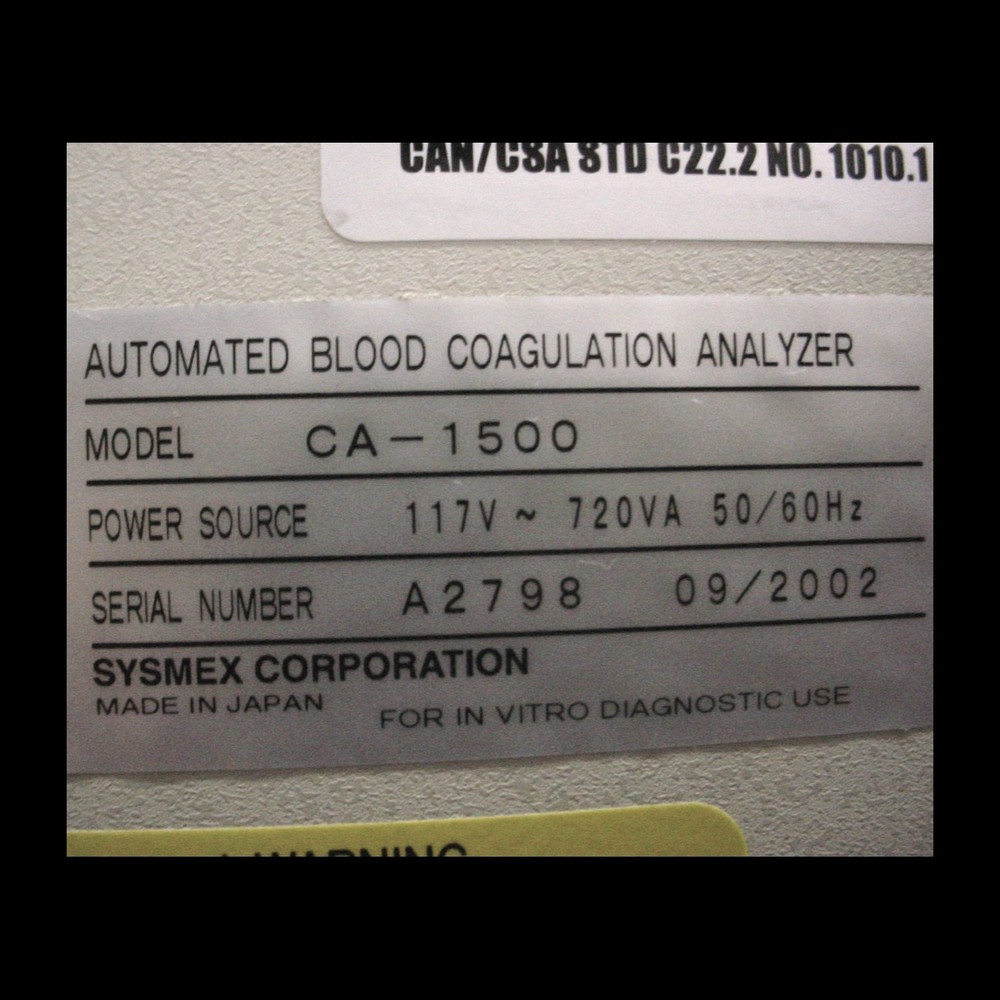 CAN/CSA STD C22.2 NO. 1010.1
AUTOMATED BLOOD COAGULATION ANALYZER
MODEL CA-1500
POWER SOURCE 117V ~ 720VA 50/60Hz
SERIAL NUMBER A2798 09/2002
SYSMEX CORPORATION
MADE IN JAPAN FOR IN VITRO DIAGNOSTIC USE
WARNING